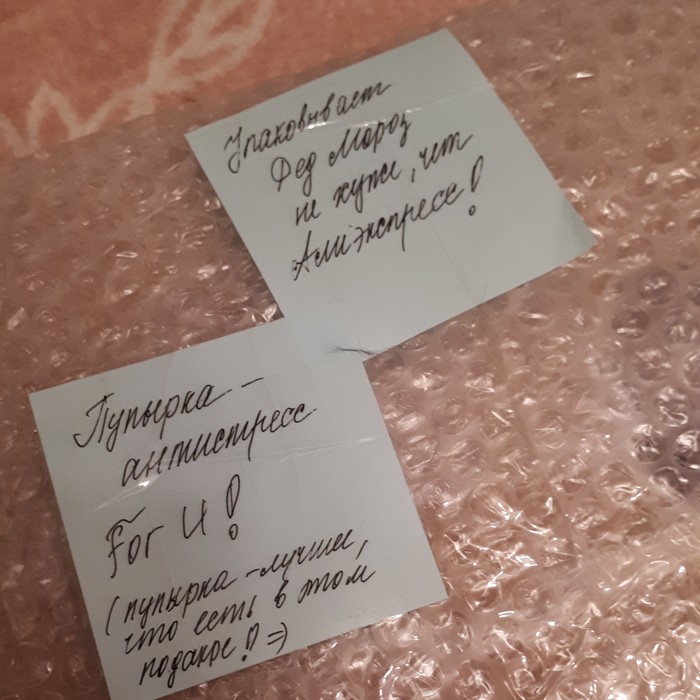 Упаковывает
Дед Мороз
не хуже, чем
Алиэкспресс!
Пупырка -
антистресс
For U!
(пупырка - лучшее,
что есть в этом
подарке! =)